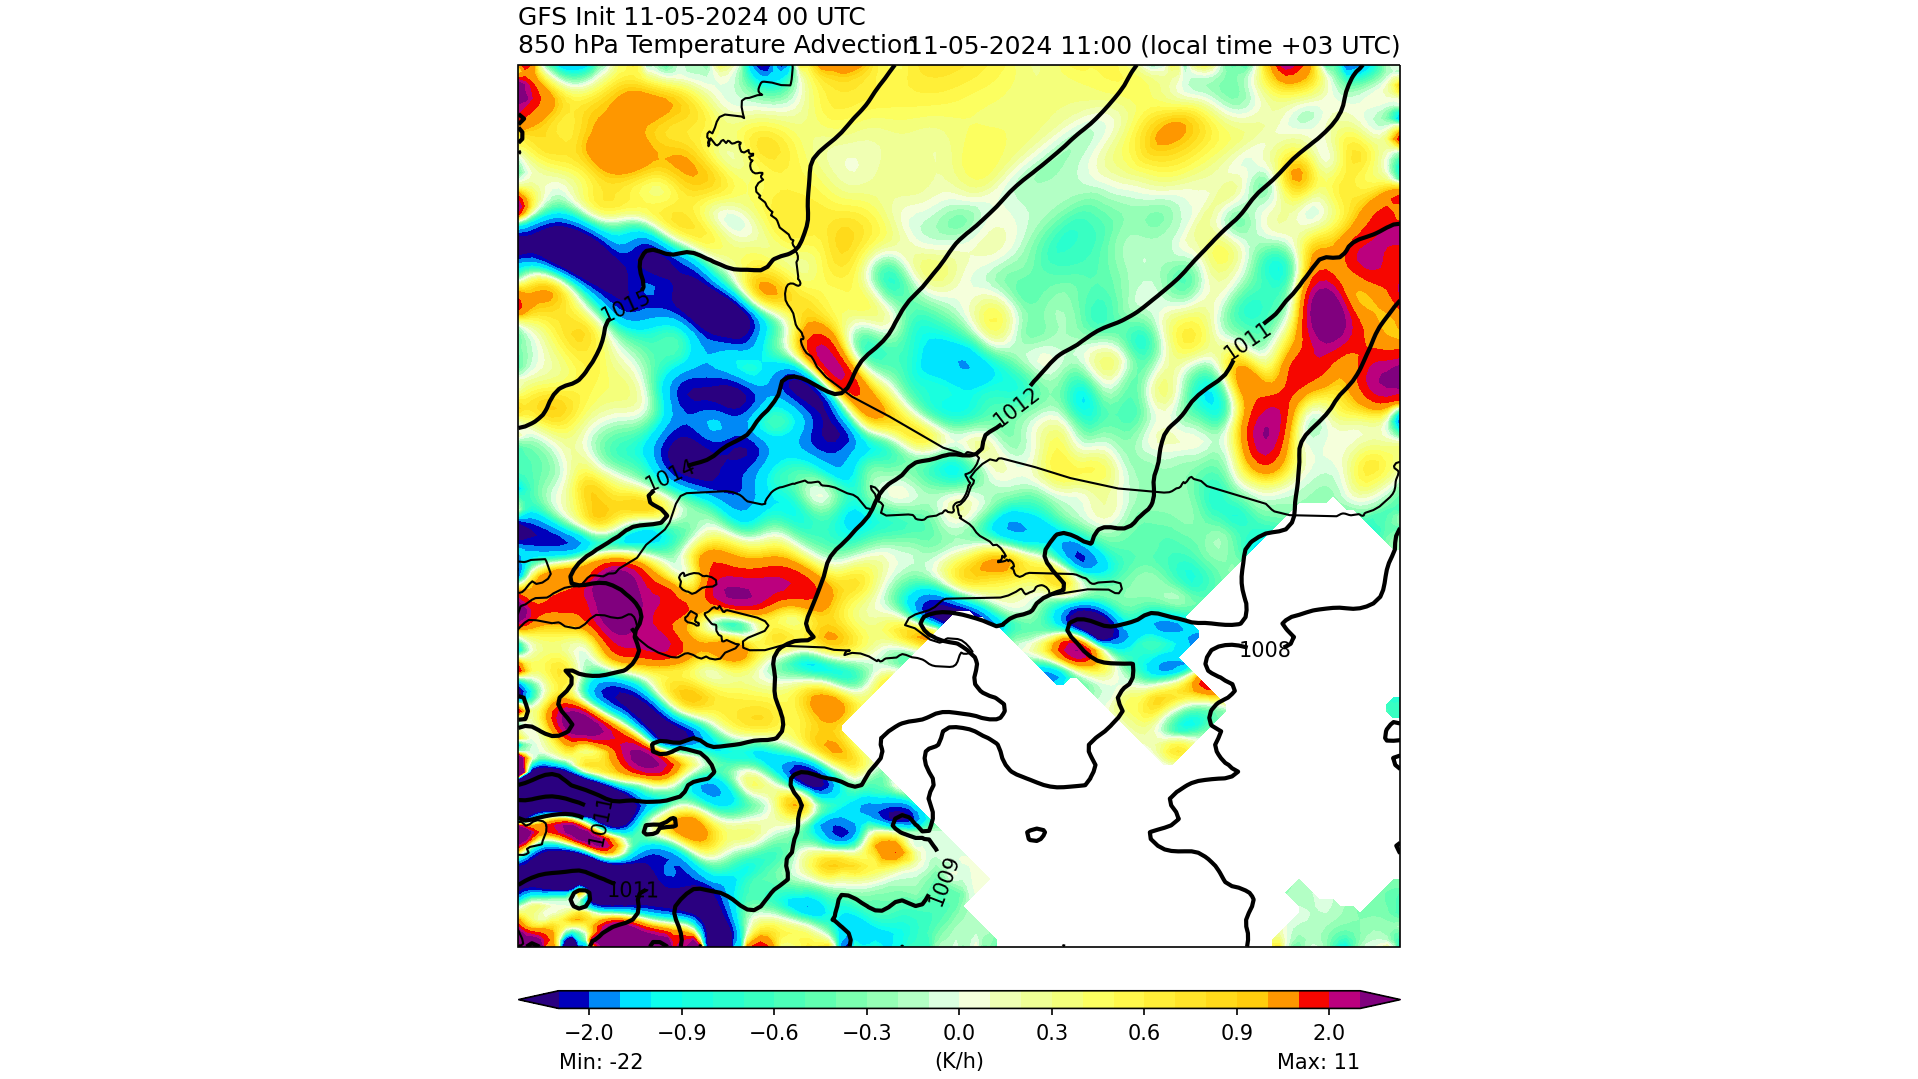 GFS Init 11-05-2024 00 UTC
850 hPa Temperature Advection
11-05-2024 11:00 (local time +03 UTC)
1015
1011
1012
1014
1008
1011
1009
1011
−2.0 −0.9 −0.6 −0.3 0.0 0.3 0.6 0.9 2.0
Min: -22 (K/h) Max: 11